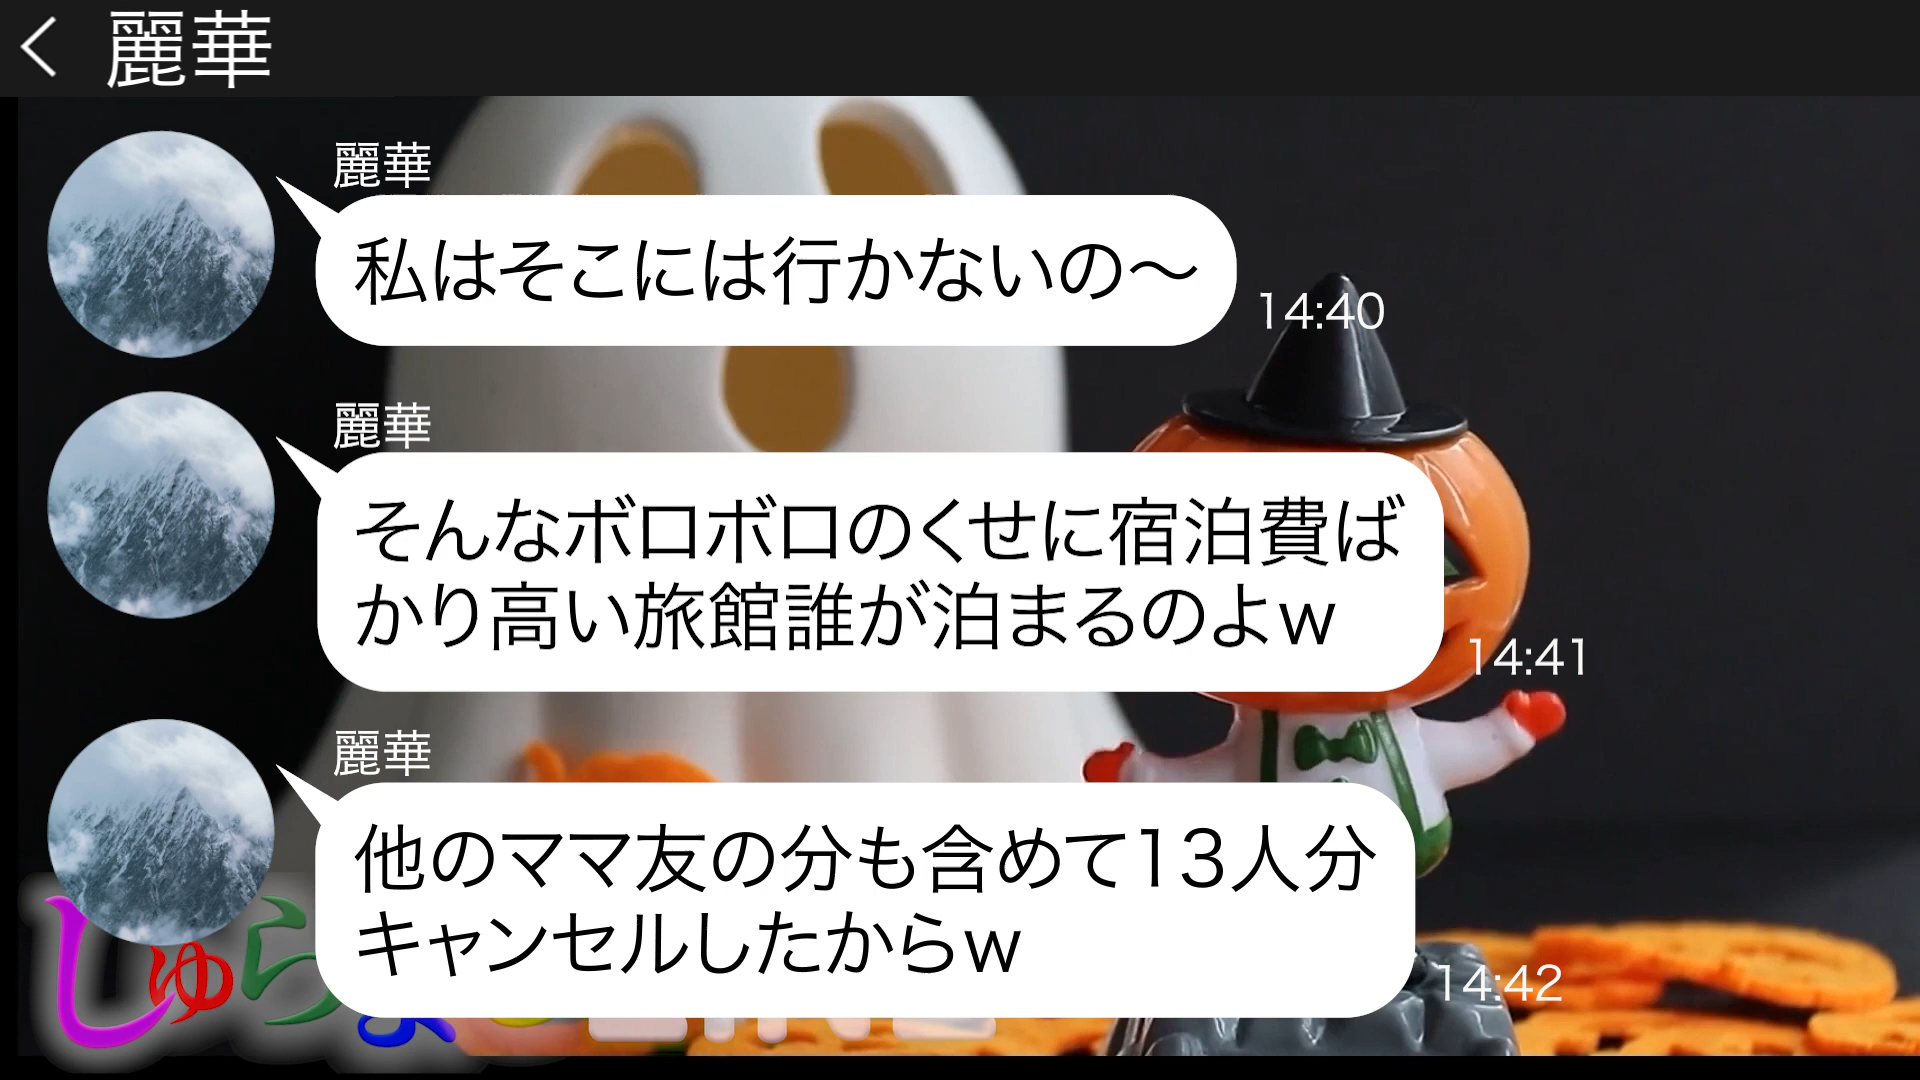 麗華
麗華
私はそこには行かないの〜
14:40
麗華
そんなボロボロのくせに宿泊費ば
かり高い旅館誰が泊まるのよw
14:41
麗華
他のママ友の分も含めて13人分
キャンセルしたからw
14:42
しゅら